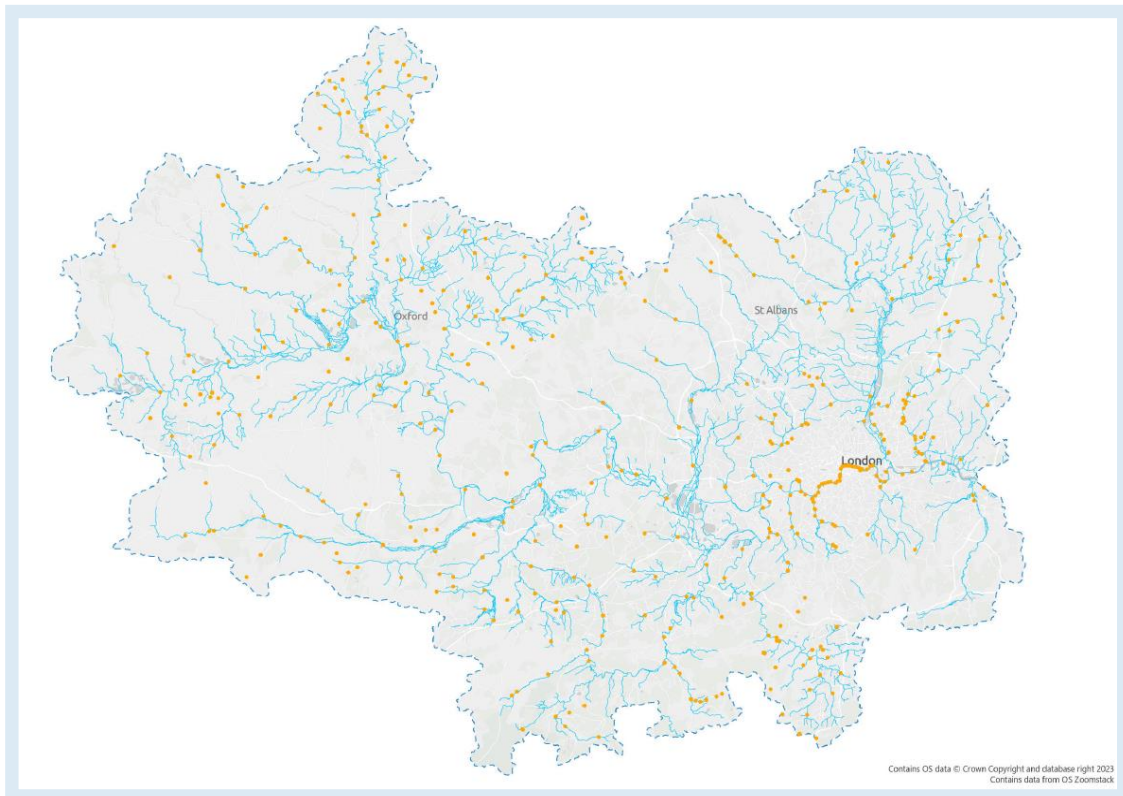 St Albans
Oxford
London
Contains OS data © Crown Copyright and database right 2023
Contains data from OS Zoomstack